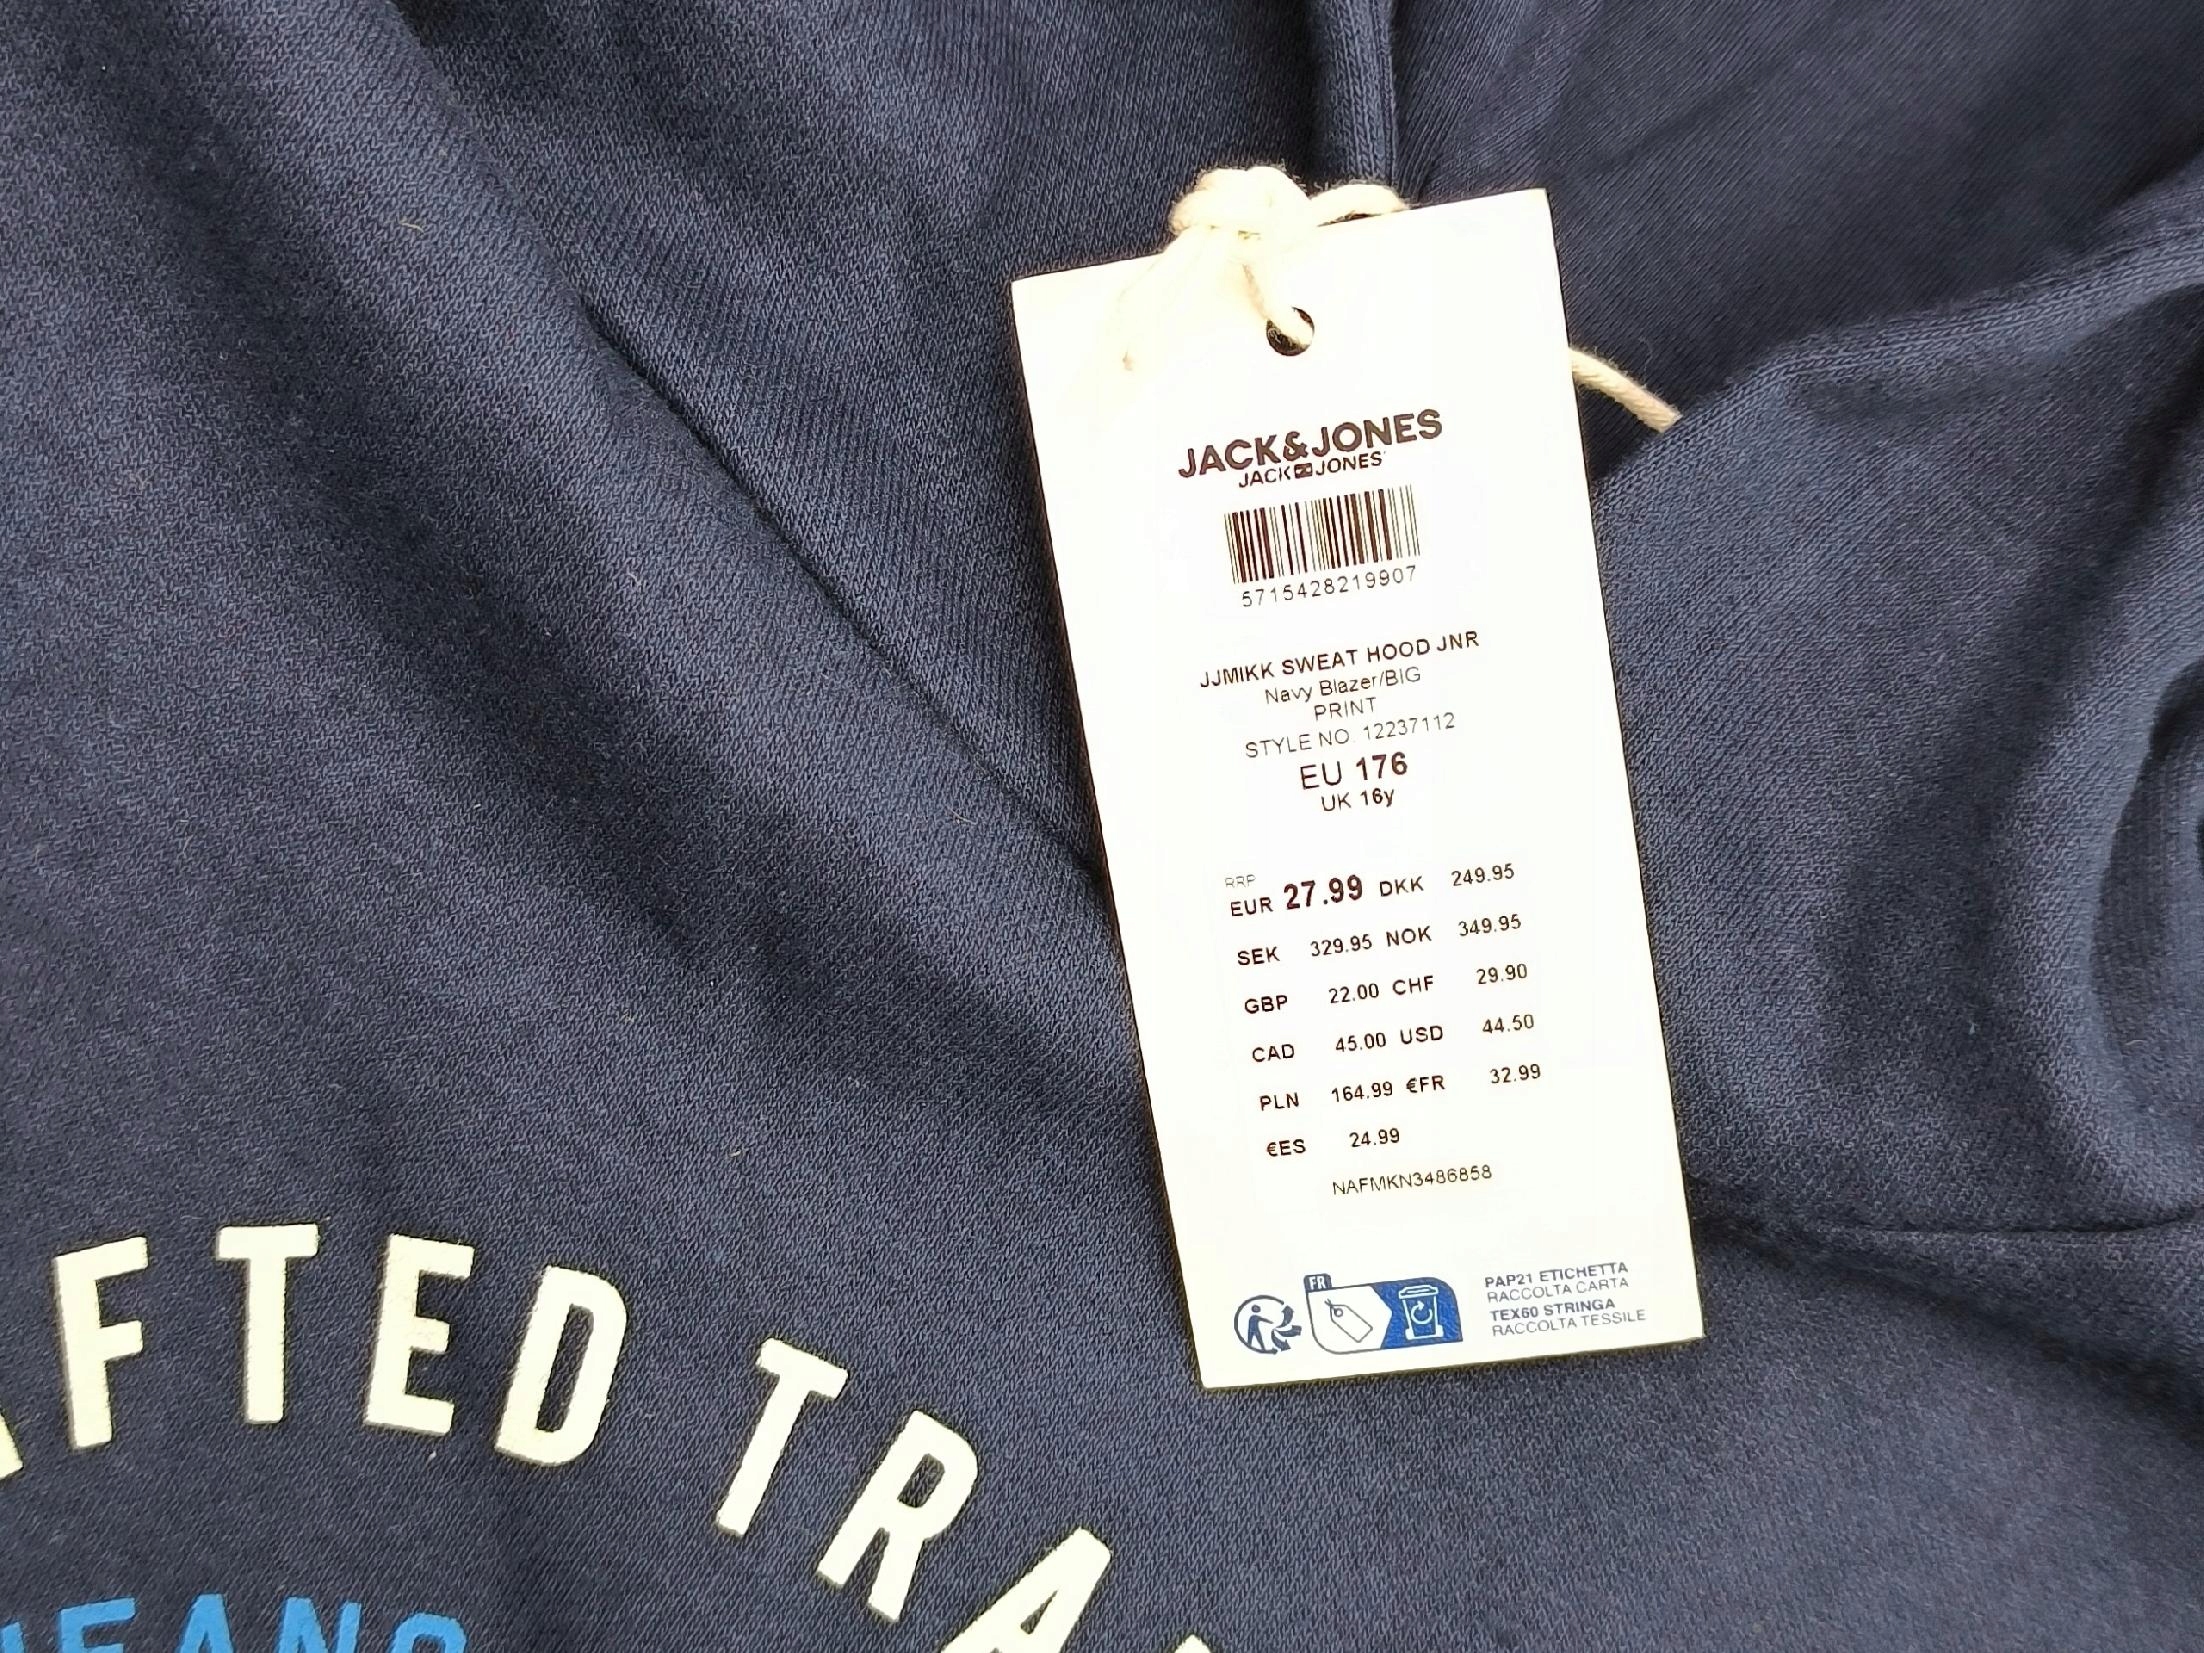 JACK&JONES
JACK JONES
5715428219907
JJMIKK SWEAT HOOD JNR
Navy Blazer/BIG
PRINT
STYLE NO. 12237112
EU 176
UK 16y
RRP
EUR 27.99 DKK 249.95
SEK 329.95 NOK 349.95
GBP 22.00 CHF 29.90
CAD 45.00 USD 44.50
PLN 164.99 €FR 32.99
€ES 24.99
NAFMKN3486858
FR
PAP21 ETICHETTA
RACCOLTA CARTA
TEX60 STRINGA
RACCOLTA TESSILE
AFTED TRA
JEANS